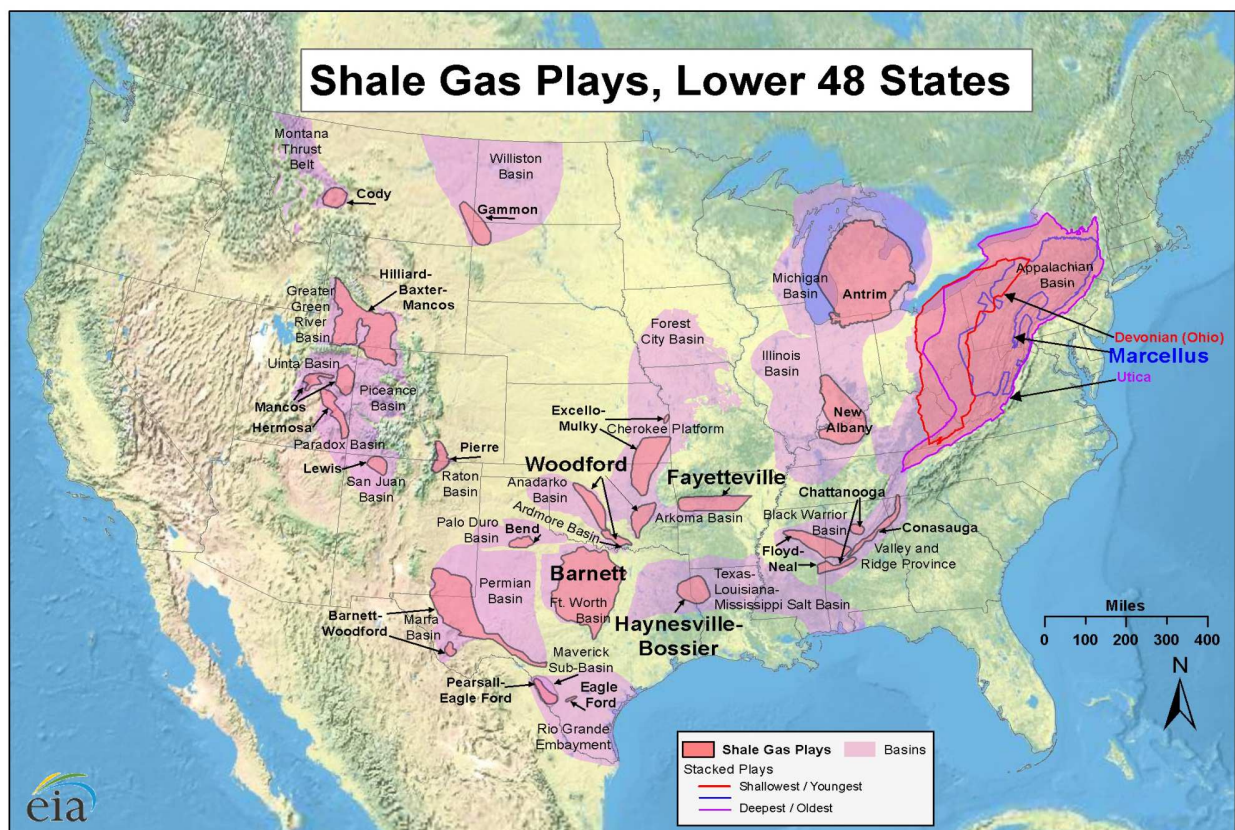 Shale Gas Plays, Lower 48 States
Montana
Thrust
Belt
Cody
Williston
Basin
Gammon
Hilliard-
Baxter-
Mancos
Greater
Green
River
Basin
Uinta Basin
Mancos
Piceance
Basin
Hermosa
Paradox Basin
Lewis
San Juan
Basin
Pierre
Raton
Basin
Michigan
Basin
Antrim
Appalachian
Basin
Devonian (Ohio)
Marcellus
Utica
Forest
City Basin
Illinois
Basin
New
Albany
Excello-
Mulky
Cherokee Platform
Woodford
Anadarko
Basin
Ardmore Basin
Fayetteville
Arkoma Basin
Chattanooga
Black Warrior
Basin
Conasauga
Floyd-
Neal
Valley and
Ridge Province
Palo Duro
Basin
Bend
Barnett
Ft. Worth
Basin
Permian
Basin
Barnett-
Woodford
Marfa
Basin
Texas-
Louisiana-
Mississippi Salt Basin
Haynesville-
Bossier
Maverick
Sub-Basin
Pearsall-
Eagle Ford
Eagle
Ford
Rio Grande
Embayment
Miles
0 100 200 300 400
N
Shale Gas Plays
Basins
Stacked Plays
Shallowest / Youngest
Deepest / Oldest
eia